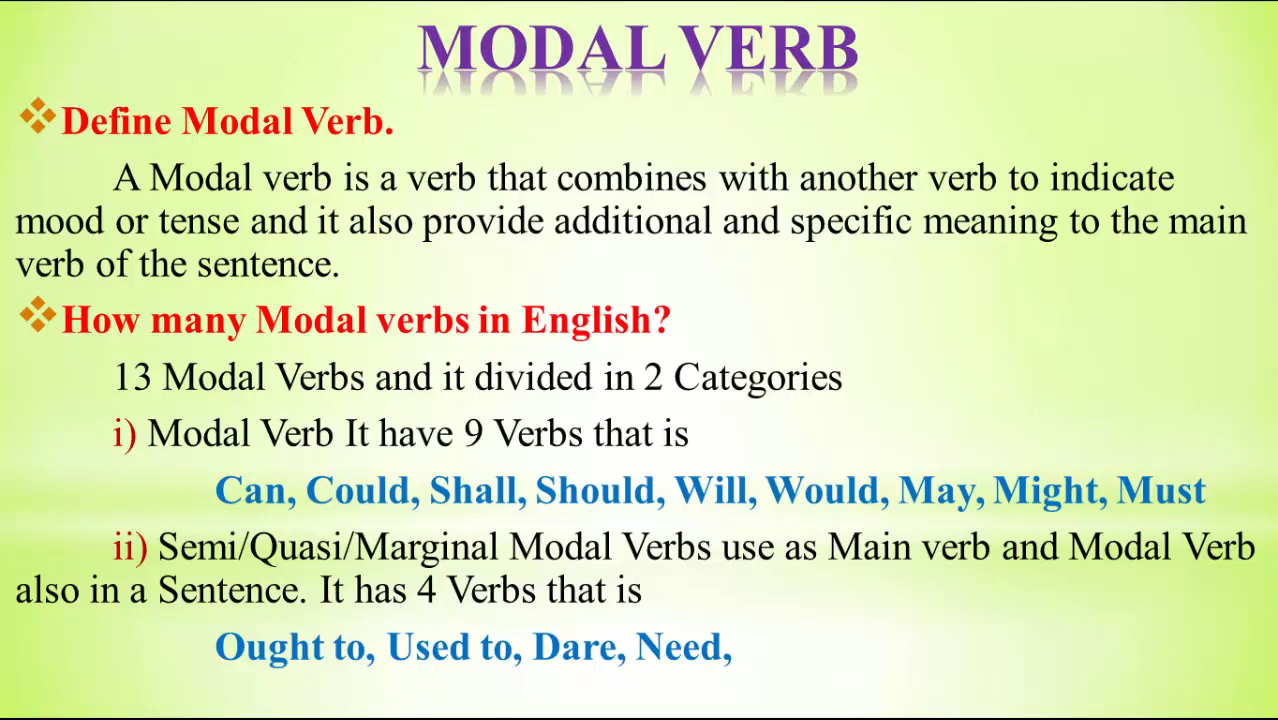 MODAL VERB
Define Modal Verb.
A Modal verb is a verb that combines with another verb to indicate
mood or tense and it also provide additional and specific meaning to the main
verb of the sentence.
How many Modal verbs in English?
13 Modal Verbs and it divided in 2 Categories
i) Modal Verb It have 9 Verbs that is
Can, Could, Shall, Should, Will, Would, May, Might, Must
ii) Semi/Quasi/Marginal Modal Verbs use as Main verb and Modal Verb
also in a Sentence. It has 4 Verbs that is
Ought to, Used to, Dare, Need,